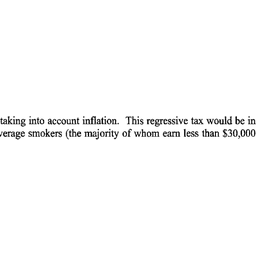 taking into account inflation. This regressive tax would be in
verage smokers (the majority of whom earn less than $30,000